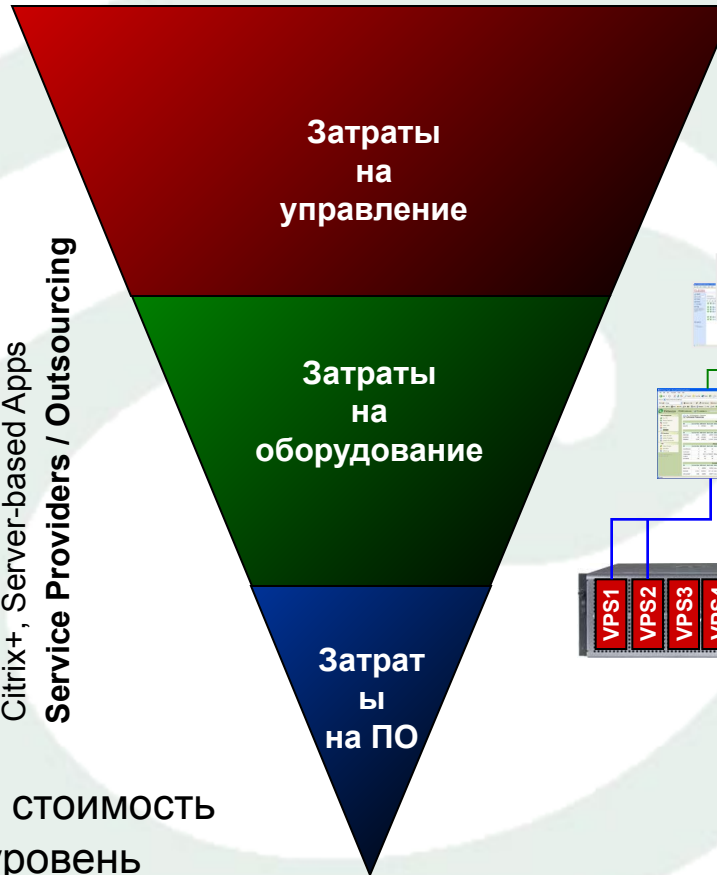 Затраты
на
управление
Citrix+, Server-based Apps
Service Providers / Outsourcing
Затраты
на
оборудование
VPS1
VPS2
VPS3
Затрат
ы
на ПО
стоимость
уровень